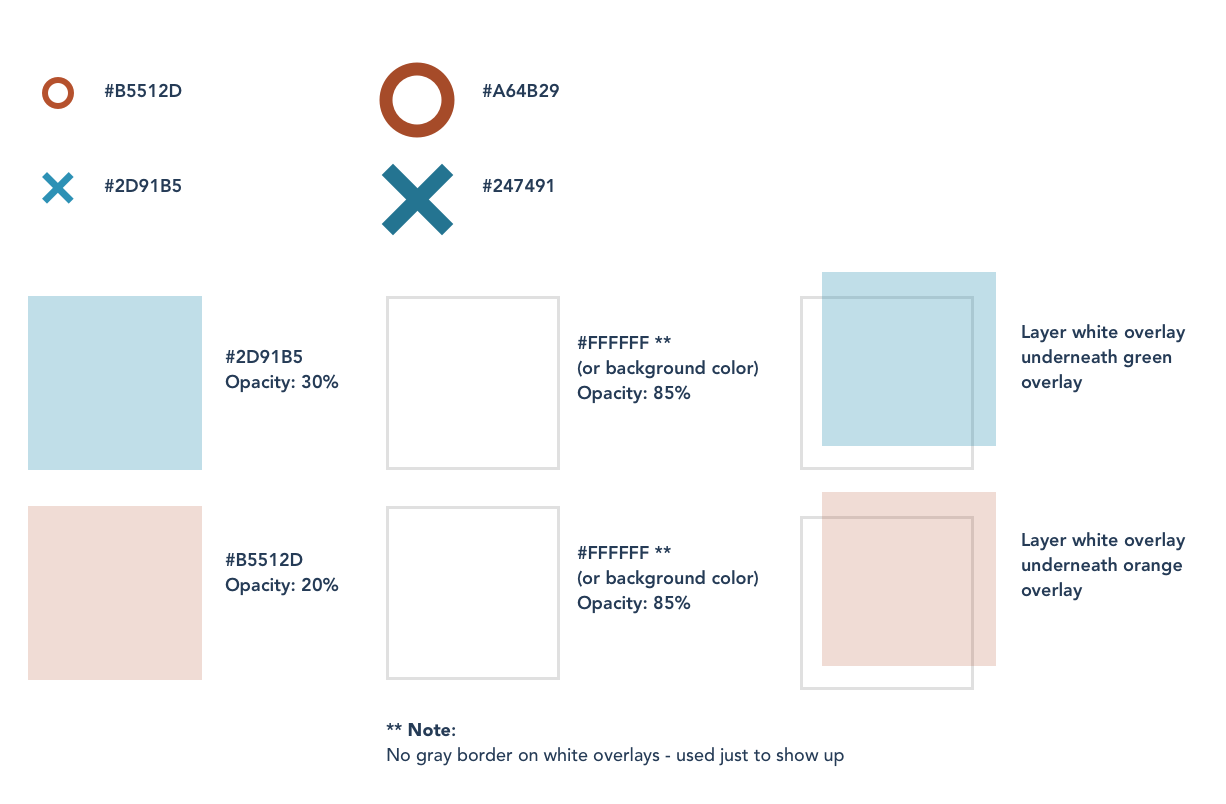 #B5512D
#A64B29
#2D91B5
#247491
#2D91B5
Opacity: 30%
#FFFFFF **
(or background color)
Opacity: 85%
Layer white overlay
underneath green
overlay
#B5512D
Opacity: 20%
#FFFFFF **
(or background color)
Opacity: 85%
Layer white overlay
underneath orange
overlay
** Note:
No gray border on white overlays - used just to show up